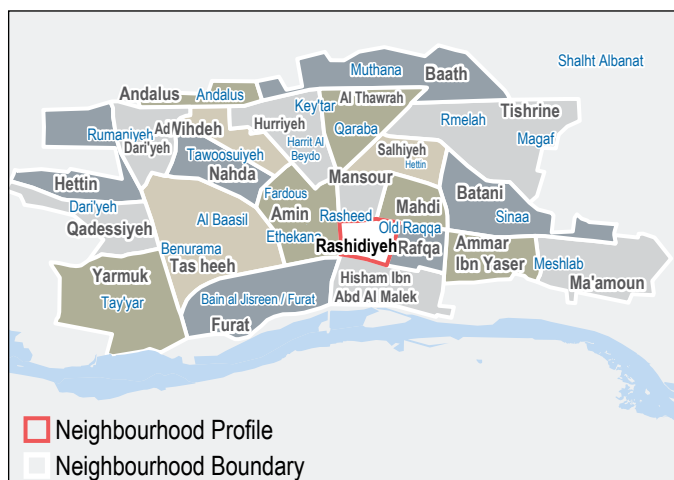 Muthana
Baath
Shalht Albanat
Andalus
Andalus
Key'tar
Al Thawrah
Tishrine
Rumaniyeh
Ad
Dari'yeh
Wihdeh
Hurriyeh
Qaraba
Rmelah
Magaf
Tawoosuiyeh
Harrit Al
Beydo
Salhiyeh
Hettin
Hettin
Nahda
Mansour
Dari'yeh
Fardous
Mahdi
Batani
Qadessiyeh
Al Baasil
Amin
Rasheed
Old Raqqa
Sinaa
Benurama
Ethekana
Rashidiyeh
Rafqa
Ammar
Ibn Yaser
Yarmuk
Tas heeh
Meshlab
Tay'yar
Bain al Jisreen / Furat
Hisham Ibn
Abd Al Malek
Ma'amoun
Furat
Neighbourhood Profile
Neighbourhood Boundary